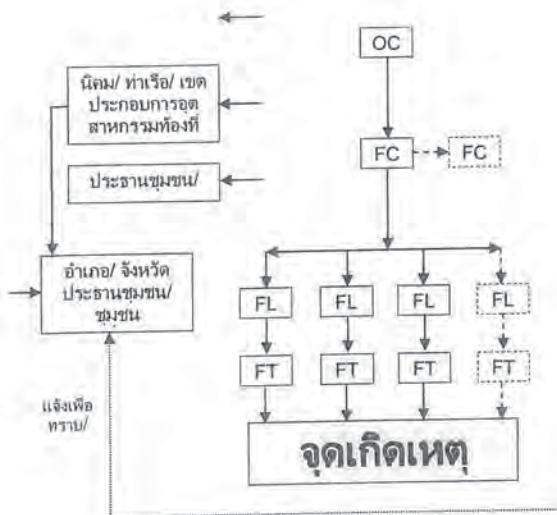 OC
นิคม/ ท่าเรือ/ เขต
ประกอบการอุต
สาหกรรมท้องที่
FC
FC
ประธานชุมชน/
อำเภอ/ จังหวัด
ประธานชุมชน/
ชุมชน
FL
FL
FL
FL
FT
FT
FT
FT
แจ้งเพื่อ
ทราบ/
จุดเกิดเหตุ